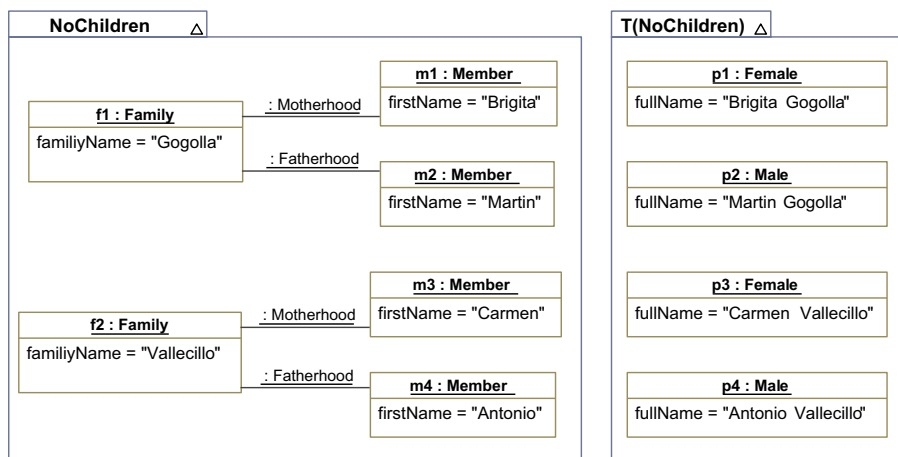 NoChildren
f1 : Family
familiyName = "Gogolla"
: Motherhood
: Fatherhood
m1 : Member
firstName = "Brigita"
m2 : Member
firstName = "Martin"
f2 : Family
familiyName = "Vallecillo"
: Motherhood
: Fatherhood
m3 : Member
firstName = "Carmen"
m4 : Member
firstName = "Antonio"
T(NoChildren)
p1 : Female
fullName = "Brigita Gogolla"
p2 : Male
fullName = "Martin Gogolla"
p3 : Female
fullName = "Carmen Vallecillo"
p4 : Male
fullName = "Antonio Vallecillo"